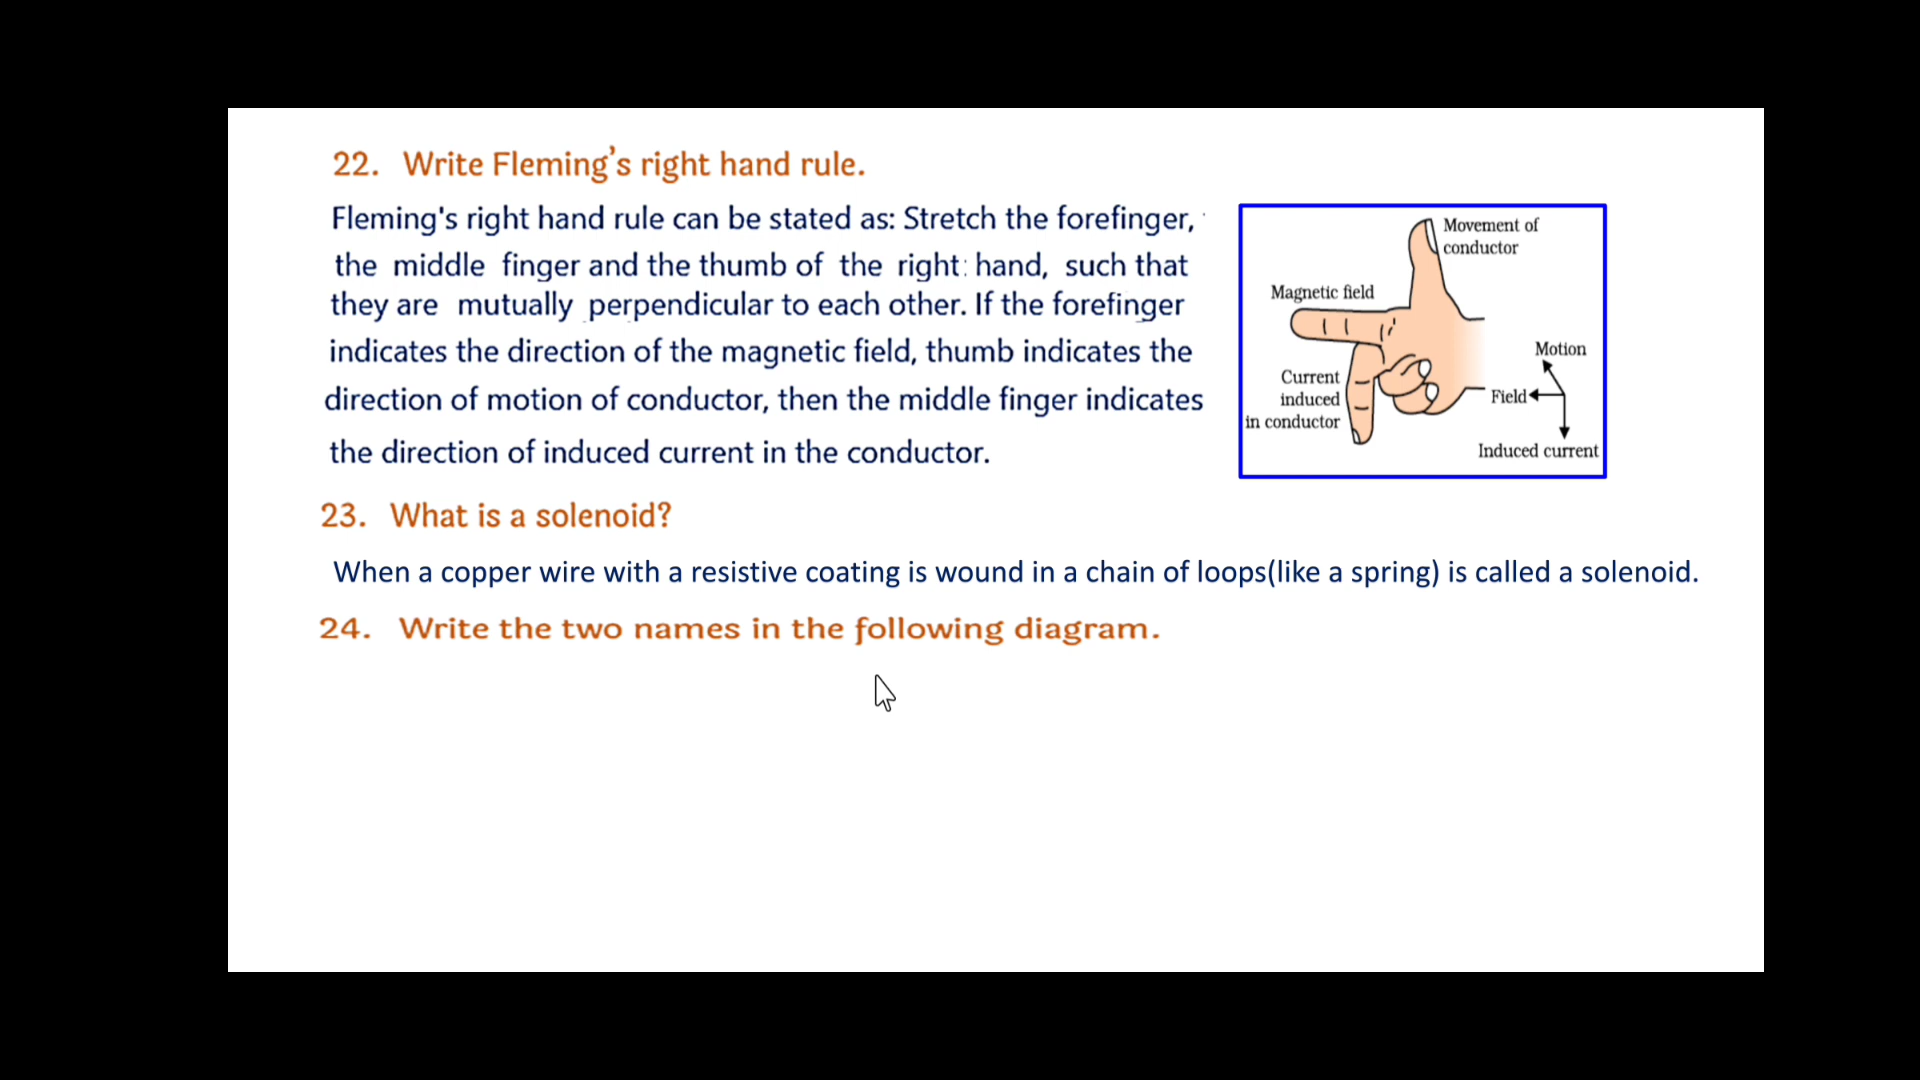 22. Write Fleming's right hand rule.
Fleming's right hand rule can be stated as: Stretch the forefinger,
the middle finger and the thumb of the right hand, such that
they are mutually perpendicular to each other. If the forefinger
indicates the direction of the magnetic field, thumb indicates the
direction of motion of conductor, then the middle finger indicates
the direction of induced current in the conductor.
Movement of
conductor
Magnetic field
Motion
Current
induced
in conductor
Field
Induced current
23. What is a solenoid?
When a copper wire with a resistive coating is wound in a chain of loops(like a spring) is called a solenoid.
24. Write the two names in the following diagram.